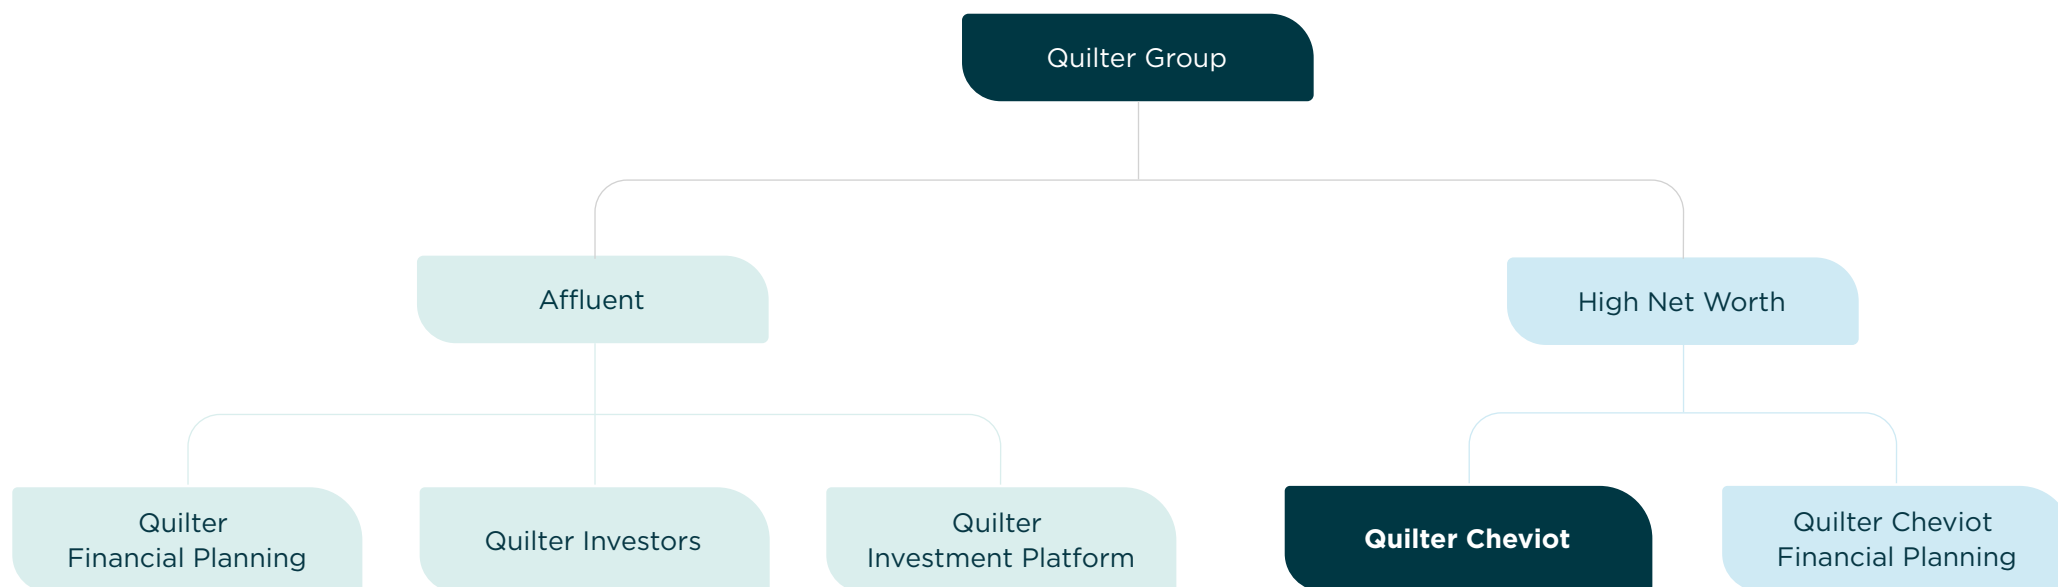 Quilter Group
Affluent
High Net Worth
Quilter
Financial Planning
Quilter Investors
Quilter
Investment Platform
Quilter Cheviot
Quilter Cheviot
Financial Planning